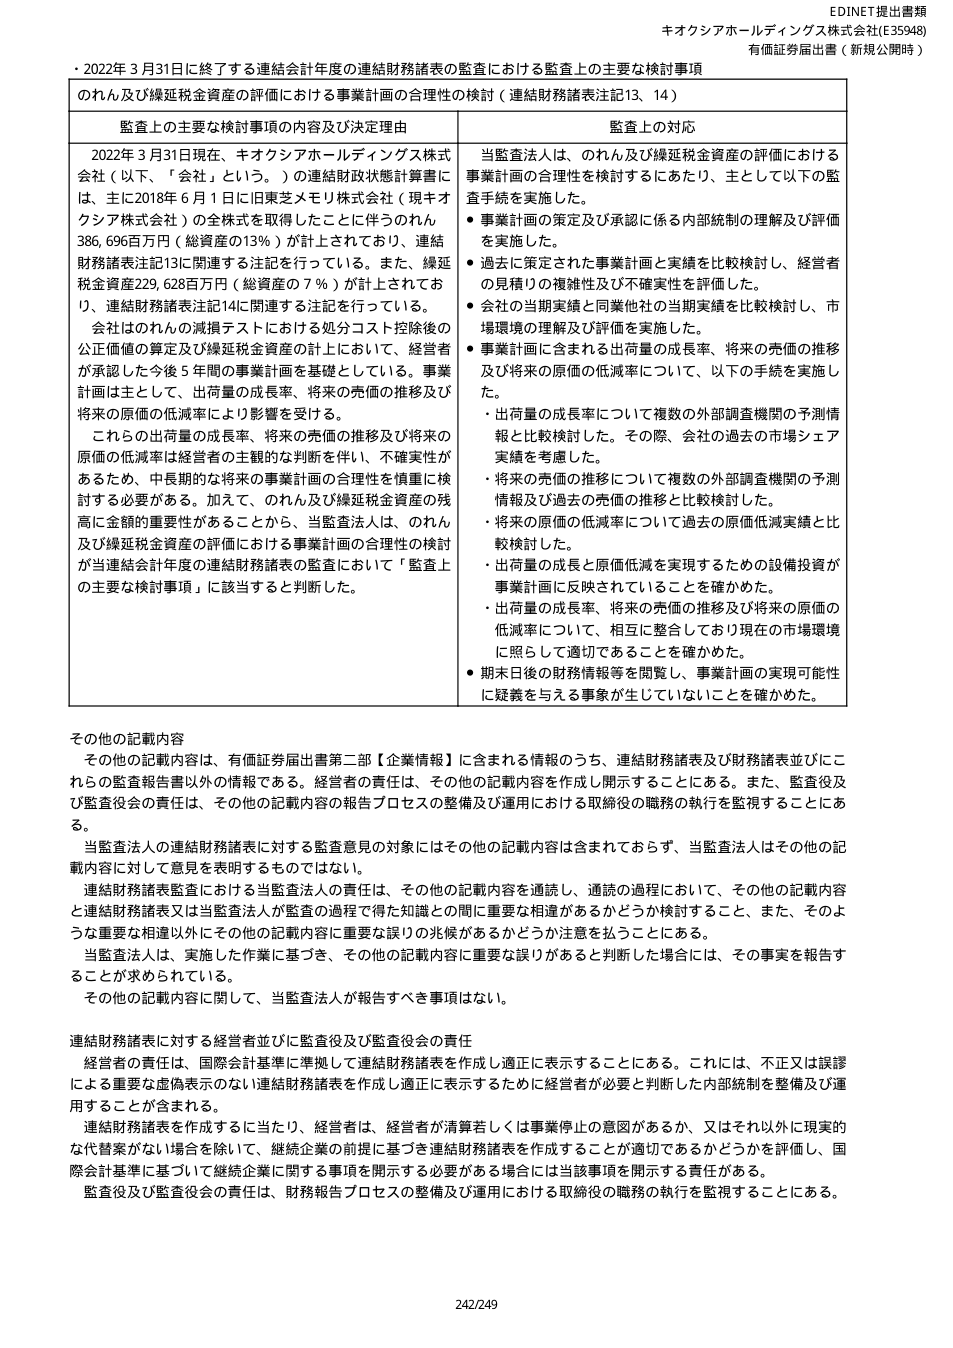 EDINET提出書類
キオクシアホールディングス株式会社(E35948)
有価証券届出書（新規公開時）
・2022年３月31日に終了する連結会計年度の連結財務諸表の監査における監査上の主要な検討事項
のれん及び繰延税金資産の評価における事業計画の合理性の検討（連結財務諸表注記13、14）
監査上の主要な検討事項の内容及び決定理由
監査上の対応
2022年３月31日現在、キオクシアホールディングス株式
会社（以下、「会社」という。）の連結財政状態計算書に
は、主に2018年６月１日に旧東芝メモリ株式会社（現キオ
クシア株式会社）の全株式を取得したことに伴うのれん
386,696百万円（総資産の13%）が計上されており、連結
財務諸表注記13に関連する注記を行っている。また、繰延
税金資産229,628百万円（総資産の７%）が計上されてお
り、連結財務諸表注記14に関連する注記を行っている。
会社はのれんの減損テストにおける処分コスト控除後の
公正価値の算定及び繰延税金資産の計上において、経営者
が承認した今後５年間の事業計画を基礎としている。事業
計画は主として、出荷量の成長率、将来の売価の推移及び
将来の原価の低減率により影響を受ける。
これらの出荷量の成長率、将来の売価の推移及び将来の
原価の低減率は経営者の主観的な判断を伴い、不確実性が
あるため、中長期的な将来の事業計画の合理性を慎重に検
討する必要がある。加えて、のれん及び繰延税金資産の残
高に金額的重要性があることから、当監査法人は、のれん
及び繰延税金資産の評価における事業計画の合理性の検討
が当連結会計年度の連結財務諸表の監査において「監査上
の主要な検討事項」に該当すると判断した。
当監査法人は、のれん及び繰延税金資産の評価における
事業計画の合理性を検討するにあたり、主として以下の監
査手続を実施した。
● 事業計画の策定及び承認に係る内部統制の理解及び評価
を実施した。
● 過去に策定された事業計画と実績を比較検討し、経営者
の見積りの複雑性及び不確実性を評価した。
● 会社の当期実績と同業他社の当期実績を比較検討し、市
場環境の理解及び評価を実施した。
● 事業計画に含まれる出荷量の成長率、将来の売価の推移
及び将来の原価の低減率について、以下の手続を実施し
た。
・出荷量の成長率について複数の外部調査機関の予測情
報と比較検討した。その際、会社の過去の市場シェア
実績を考慮した。
・将来の売価の推移について複数の外部調査機関の予測
情報及び過去の売価の推移と比較検討した。
・将来の原価の低減率について過去の原価低減実績と比
較検討した。
・出荷量の成長と原価低減を実現するための設備投資が
事業計画に反映されていることを確かめた。
・出荷量の成長率、将来の売価の推移及び将来の原価の
低減率について、相互に整合しており現在の市場環境
に照らして適切であることを確かめた。
● 期末日後の財務情報等を閲覧し、事業計画の実現可能性
に疑義を与える事象が生じていないことを確かめた。
その他の記載内容
その他の記載内容は、有価証券届出書第二部【企業情報】に含まれる情報のうち、連結財務諸表及び財務諸表並びにこ
れらの監査報告書以外の情報である。経営者の責任は、その他の記載内容を作成し開示することにある。また、監査役及
び監査役会の責任は、その他の記載内容の報告プロセスの整備及び運用における取締役の職務の執行を監視することにあ
る。
当監査法人の連結財務諸表に対する監査意見の対象にはその他の記載内容は含まれておらず、当監査法人はその他の記
載内容に対して意見を表明するものではない。
連結財務諸表監査における当監査法人の責任は、その他の記載内容を通読し、通読の過程において、その他の記載内容
と連結財務諸表又は当監査法人が監査の過程で得た知識との間に重要な相違があるかどうか検討すること、また、そのよ
うな重要な相違以外にその他の記載内容に重要な誤りの兆候があるかどうか注意を払うことにある。
当監査法人は、実施した作業に基づき、その他の記載内容に重要な誤りがあると判断した場合には、その事実を報告す
ることが求められている。
その他の記載内容に関して、当監査法人が報告すべき事項はない。
連結財務諸表に対する経営者並びに監査役及び監査役会の責任
経営者の責任は、国際会計基準に準拠して連結財務諸表を作成し適正に表示することにある。これには、不正又は誤謬
による重要な虚偽表示のない連結財務諸表を作成し適正に表示するために経営者が必要と判断した内部統制を整備及び運
用することが含まれる。
連結財務諸表を作成するに当たり、経営者は、経営者が清算若しくは事業停止の意図があるか、又はそれ以外に現実的
な代替案がない場合を除いて、継続企業の前提に基づき連結財務諸表を作成することが適切であるかどうかを評価し、国
際会計基準に基づいて継続企業に関する事項を開示する必要がある場合には当該事項を開示する責任がある。
監査役及び監査役会の責任は、財務報告プロセスの整備及び運用における取締役の職務の執行を監視することにある。
242/249